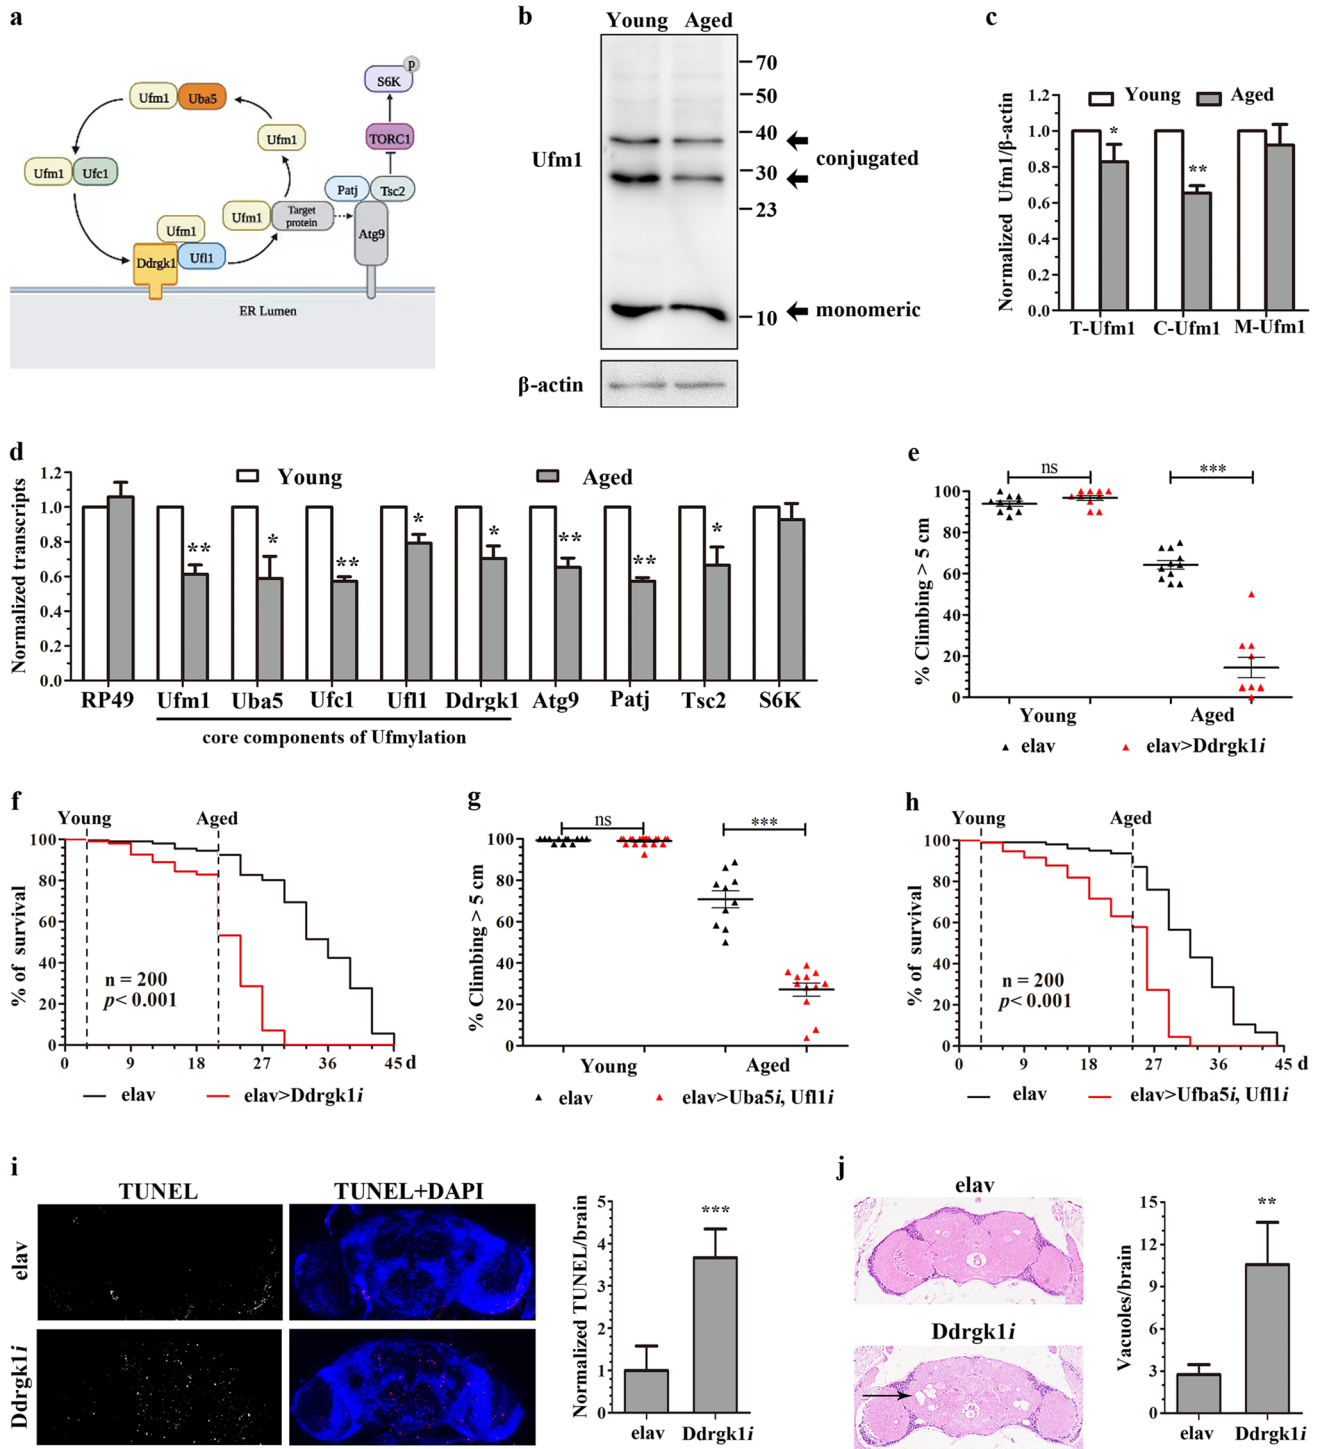 a
Ufm1 Uba5
Ufm1
Ufm1 Ufc1
Ufm1
Ddrgk1 Ufl1
Ufm1 Target protein
Patj Tsc2
Atg9
TORC1
S6K p
ER Lumen
b
Young Aged
Ufm1
70
50
40
30
23
10
conjugated
monomeric
β-actin
c
Young Aged
Normalized Ufm1/β-actin
1.2
1.0
0.8
0.6
0.4
0.2
0.0
* **
T-Ufm1 C-Ufm1 M-Ufm1
d
Young Aged
Normalized transcripts
1.2
1.0
0.8
0.6
0.4
0.2
0.0
** * ** * * ** ** *
RP49 Ufm1 Uba5 Ufc1 Ufl1 Ddrgk1 Atg9 Patj Tsc2 S6K
core components of Ufmylation
e
ns ***
% Climbing > 5 cm
100
80
60
40
20
0
Young Aged
elav elav>Ddrgk1i
f
Young Aged
% of survival
100
80
60
40
20
0
n = 200
p< 0.001
0 9 18 27 36 45 d
elav elav>Ddrgk1i
g
ns ***
% Climbing > 5 cm
100
80
60
40
20
0
Young Aged
elav elav>Uba5i, Ufl1i
h
Young Aged
% of survival
100
80
60
40
20
0
n = 200
p< 0.001
0 9 18 27 36 45 d
elav elav>Ufba5i, Ufl1i
i
TUNEL TUNEL+DAPI
elav
Ddrgk1i
Normalized TUNEL/brain
5
4
3
2
1
0
***
elav Ddrgk1i
j
elav
Ddrgk1i
Vacuoles/brain
15
12
9
6
3
0
**
elav Ddrgk1i